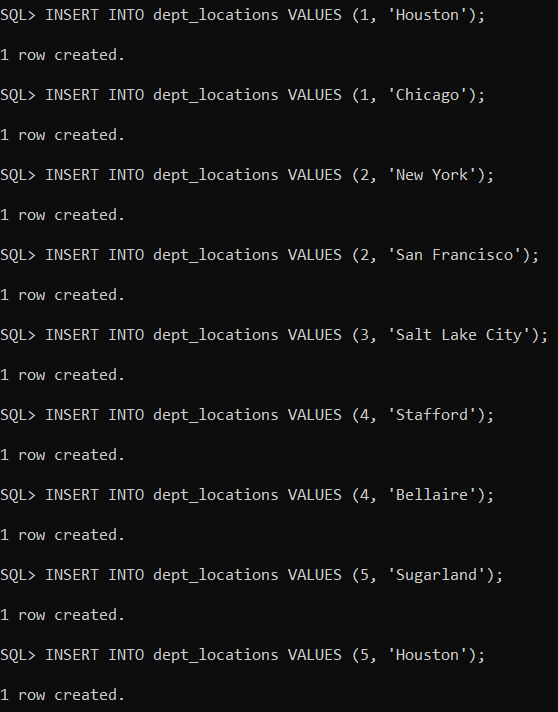 SQL> INSERT INTO dept_locations VALUES (1, 'Houston');
1 row created.
SQL> INSERT INTO dept_locations VALUES (1, 'Chicago');
1 row created.
SQL> INSERT INTO dept_locations VALUES (2, 'New York');
1 row created.
SQL> INSERT INTO dept_locations VALUES (2, 'San Francisco');
1 row created.
SQL> INSERT INTO dept_locations VALUES (3, 'Salt Lake City');
1 row created.
SQL> INSERT INTO dept_locations VALUES (4, 'Stafford');
1 row created.
SQL> INSERT INTO dept_locations VALUES (4, 'Bellaire');
1 row created.
SQL> INSERT INTO dept_locations VALUES (5, 'Sugarland');
1 row created.
SQL> INSERT INTO dept_locations VALUES (5, 'Houston');
1 row created.